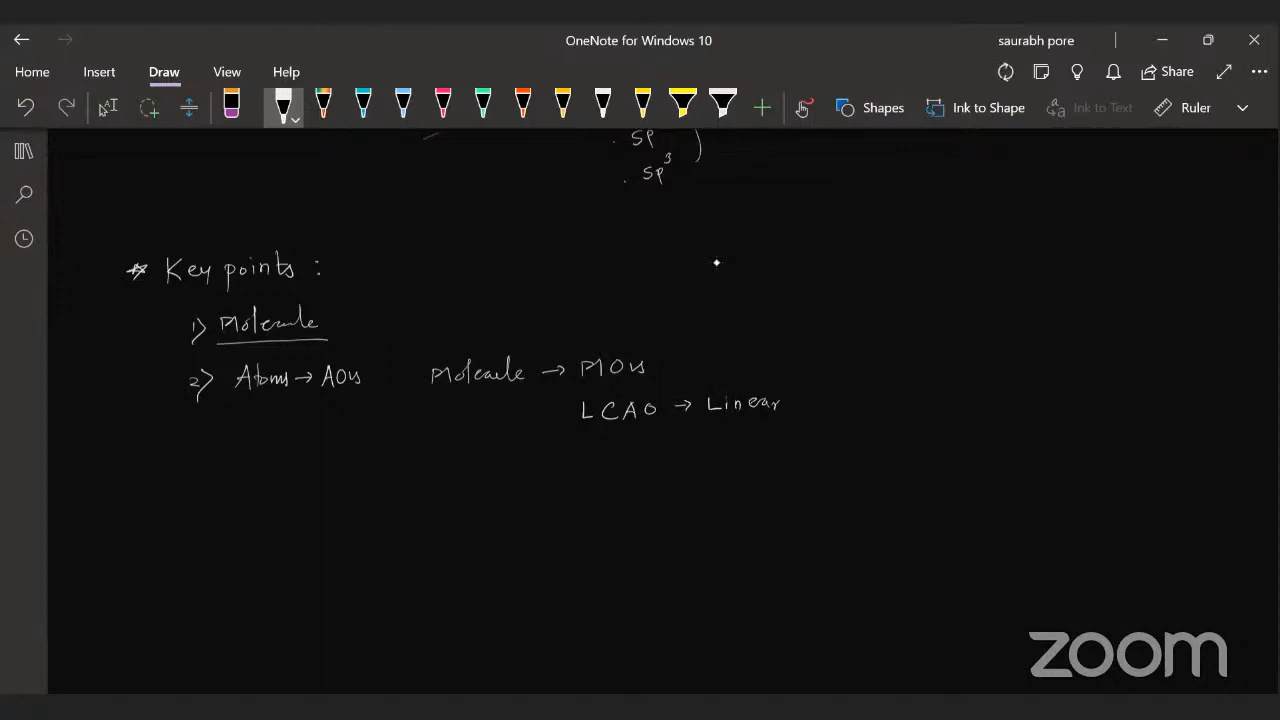 OneNote for Windows 10
saurabh pore
Home Insert Draw View Help
Share
Shapes Ink to Shape Ink to Text Ruler
. sp )
. sp³
* Key points :
1) Molecule
2) Atoms → AOs Molecule → MOs
LCAO → Linear
zoom